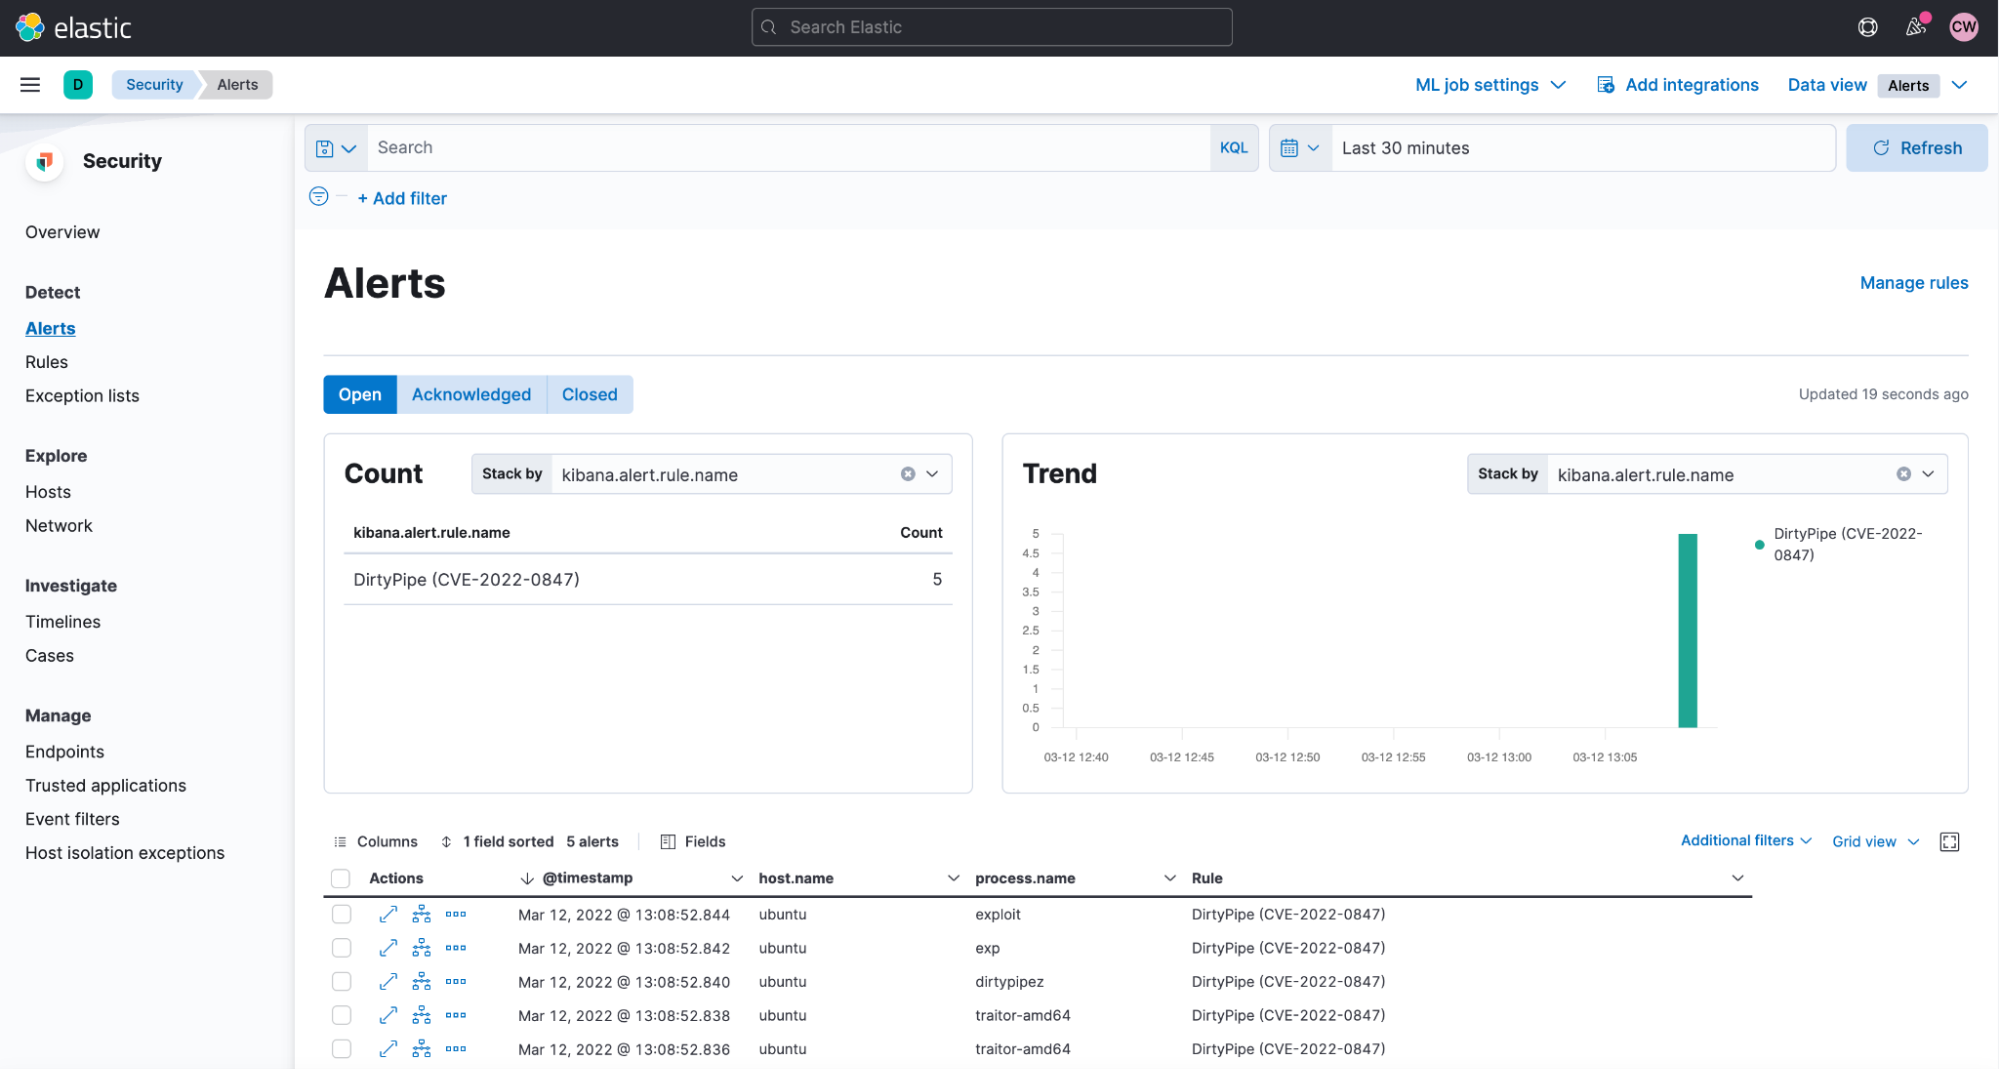 elastic
Search Elastic
CW
D
Security
Alerts
ML job settings
Add integrations
Data view
Alerts
Security
Search
KQL
Last 30 minutes
Refresh
+ Add filter
Overview
Detect
Alerts
Rules
Exception lists
Explore
Hosts
Network
Investigate
Timelines
Cases
Manage
Endpoints
Trusted applications
Event filters
Host isolation exceptions
Alerts
Manage rules
Open
Acknowledged
Closed
Updated 19 seconds ago
Count
Stack by kibana.alert.rule.name
kibana.alert.rule.name Count
DirtyPipe (CVE-2022-0847) 5
Trend
Stack by kibana.alert.rule.name
5
4.5
4
3.5
3
2.5
2
1.5
1
0.5
0
03-12 12:40 03-12 12:45 03-12 12:50 03-12 12:55 03-12 13:00 03-12 13:05
DirtyPipe (CVE-2022-
0847)
Columns 1 field sorted 5 alerts Fields
Additional filters Grid view
Actions @timestamp host.name process.name Rule
Mar 12, 2022 @ 13:08:52.844 ubuntu exploit DirtyPipe (CVE-2022-0847)
Mar 12, 2022 @ 13:08:52.842 ubuntu exp DirtyPipe (CVE-2022-0847)
Mar 12, 2022 @ 13:08:52.840 ubuntu dirtypipez DirtyPipe (CVE-2022-0847)
Mar 12, 2022 @ 13:08:52.838 ubuntu traitor-amd64 DirtyPipe (CVE-2022-0847)
Mar 12, 2022 @ 13:08:52.836 ubuntu traitor-amd64 DirtyPipe (CVE-2022-0847)